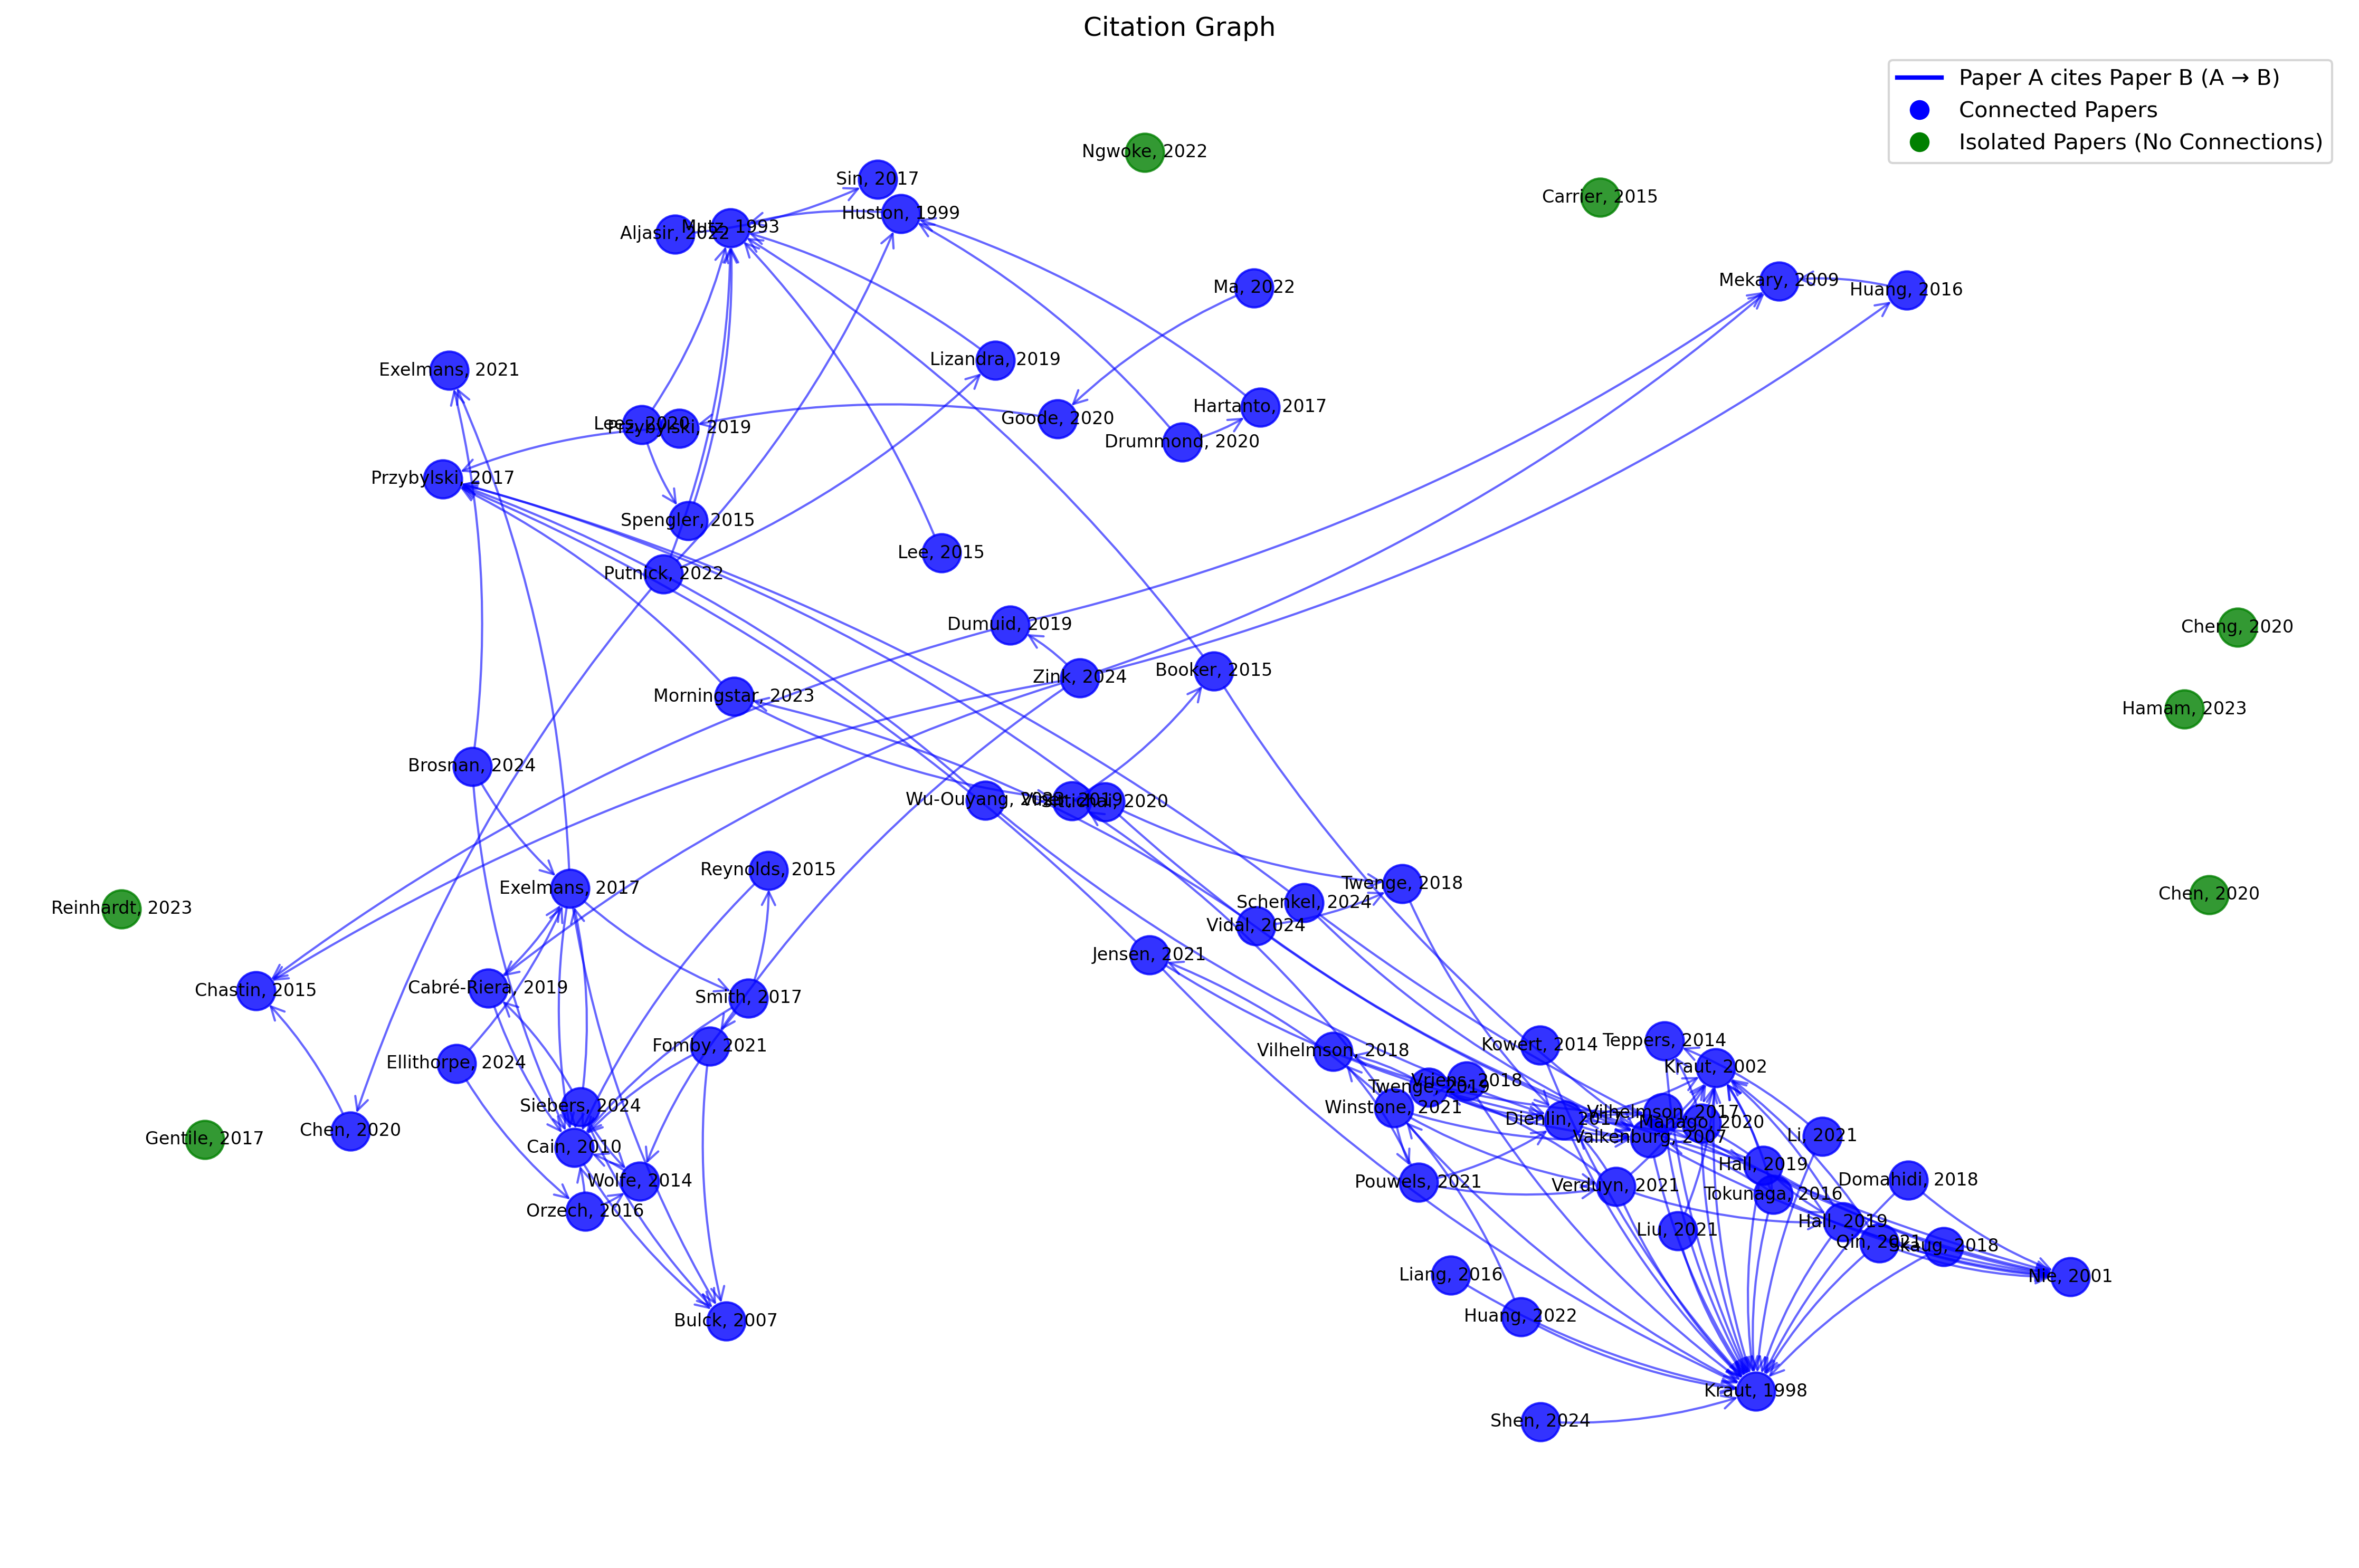 Citation Graph
Paper A cites Paper B (A → B)
Connected Papers
Isolated Papers (No Connections)
Ngwoke, 2022
Sin, 2017
Carrier, 2015
Huston, 1999
Mutz, 1993
Aljasir, 2022
Mekary, 2009
Ma, 2022
Huang, 2016
Lizandra, 2019
Exelmans, 2021
Hartanto, 2017
Goode, 2020
Lees, 2020
Przybylski, 2019
Drummond, 2020
Przybylski, 2017
Spengler, 2015
Lee, 2015
Putnick, 2022
Dumuid, 2019
Cheng, 2020
Booker, 2015
Zink, 2024
Morningstar, 2023
Hamam, 2023
Brosnan, 2024
Wu-Ouyang,
2019
2020
Reynolds, 2015
Twenge, 2018
Exelmans, 2017
Chen, 2020
Schenkel, 2024
Reinhardt, 2023
Vidal, 2024
Jensen, 2021
Cabré-Riera, 2019
Chastin, 2015
Smith, 2017
Teppers, 2014
Kowert, 2014
Fomby, 2021
Vilhelmson, 2018
Ellithorpe, 2024
Kraut, 2002
Vriens, 2018
Twenge, 2019
Siebers, 2024
Winstone, 2021
Vilhelmson, 2017
Dienlin, 2017
Manago, 2020
Chen, 2020
Gentile, 2017
Valkenburg, 2007
Li, 2021
Cain, 2010
Hall, 2019
Wolfe, 2014
Pouwels, 2021
Domahidi, 2018
Verduyn, 2021
Tokunaga, 2016
Orzech, 2016
Hall, 2019
Liu, 2021
Qin, 2021
Skaug, 2018
Liang, 2016
Nie, 2001
Huang, 2022
Bulck, 2007
Kraut, 1998
Shen, 2024